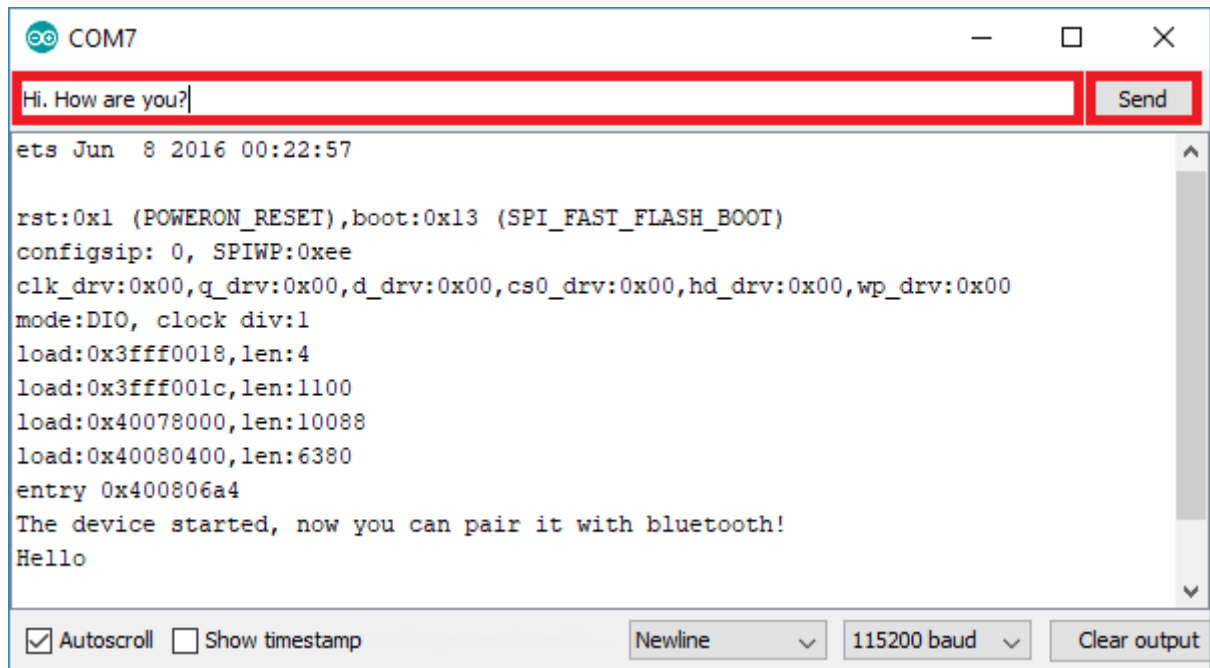 COM7
Hi. How are you?
Send
ets Jun  8 2016 00:22:57
rst:0x1 (POWERON_RESET),boot:0x13 (SPI_FAST_FLASH_BOOT)
configsip: 0, SPIWP:0xee
clk_drv:0x00,q_drv:0x00,d_drv:0x00,cs0_drv:0x00,hd_drv:0x00,wp_drv:0x00
mode:DIO, clock div:1
load:0x3fff0018,len:4
load:0x3fff001c,len:1100
load:0x40078000,len:10088
load:0x40080400,len:6380
entry 0x400806a4
The device started, now you can pair it with bluetooth!
Hello
Autoscroll Show timestamp Newline 115200 baud Clear output